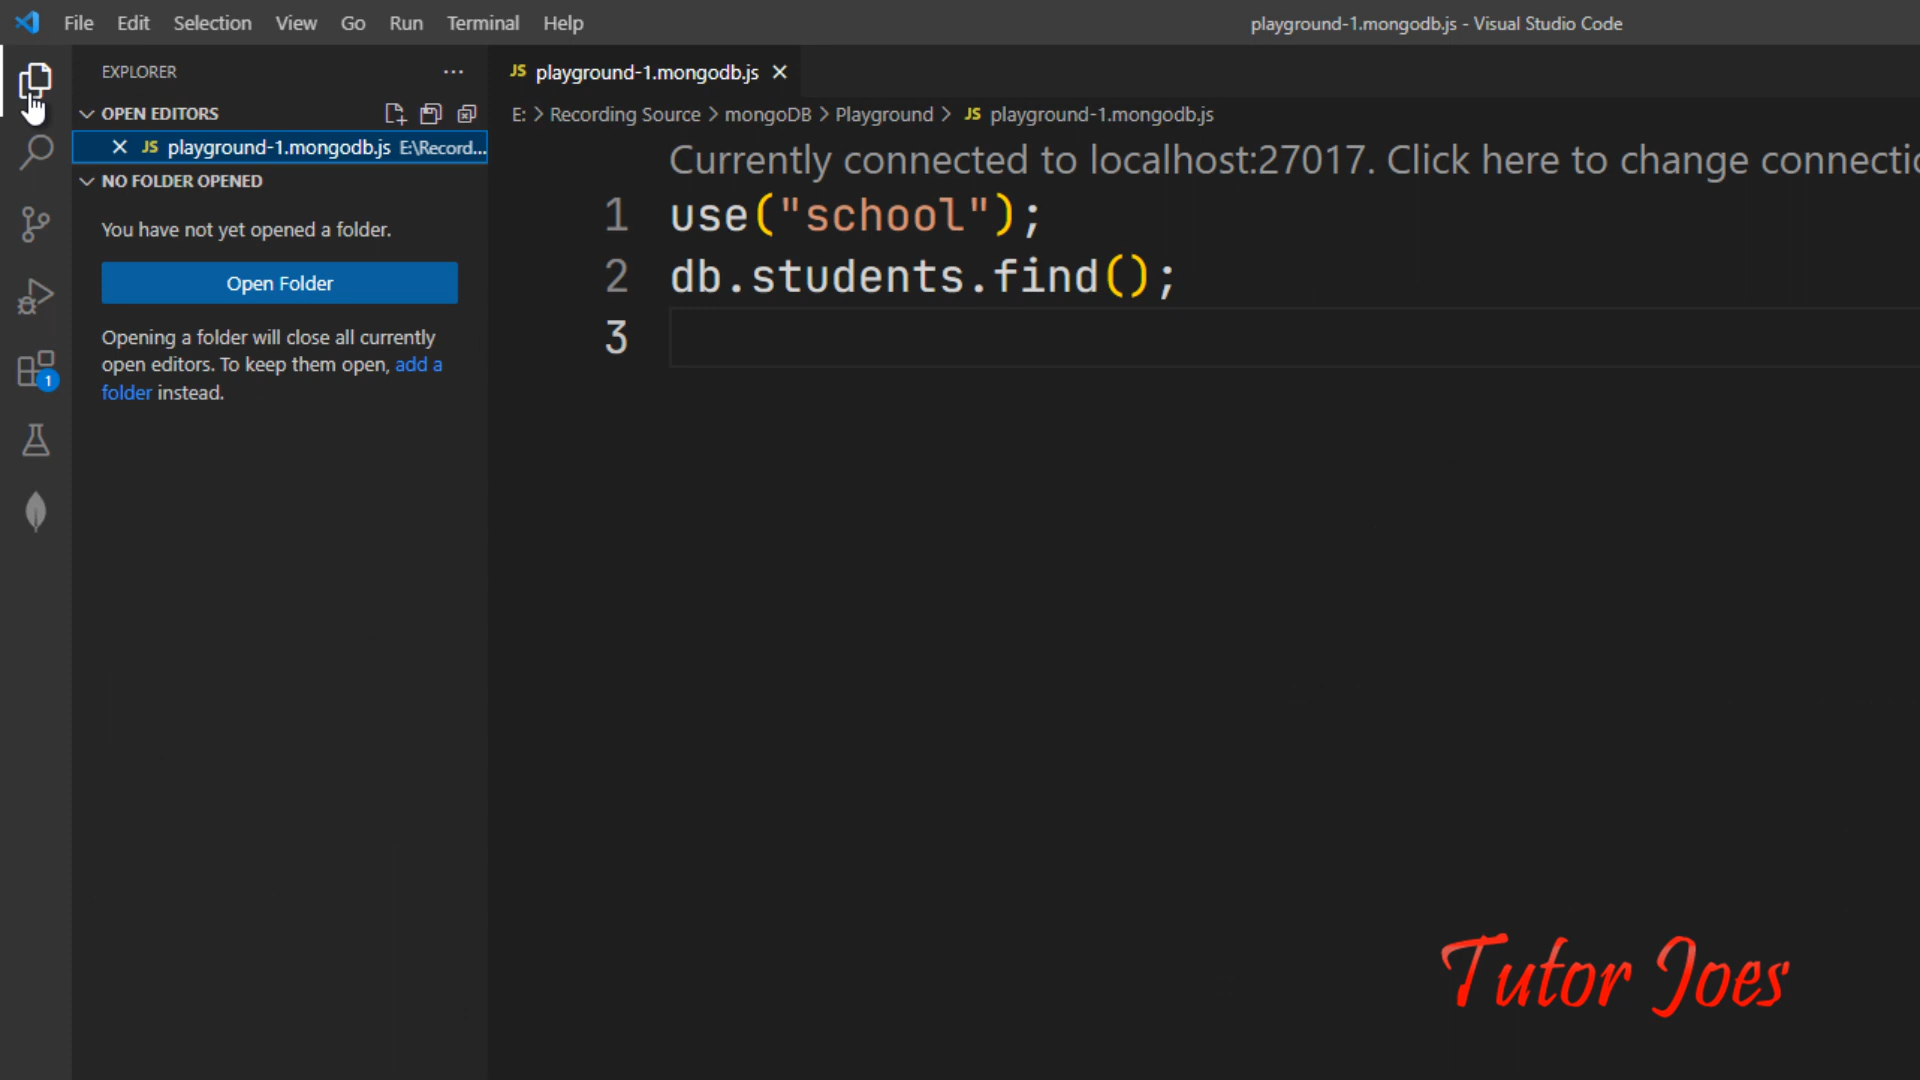 File Edit Selection View Go Run Terminal Help
playground-1.mongodb.js - Visual Studio Code
EXPLORER
OPEN EDITORS
JS playground-1.mongodb.js E:\Record...
NO FOLDER OPENED
You have not yet opened a folder.
Open Folder
Opening a folder will close all currently
open editors. To keep them open, add a
folder instead.
1
JS playground-1.mongodb.js
E: > Recording Source > mongoDB > Playground > JS playground-1.mongodb.js
Currently connected to localhost:27017. Click here to change
1 use("school");
2 db.students.find();
3
Tutor Joes